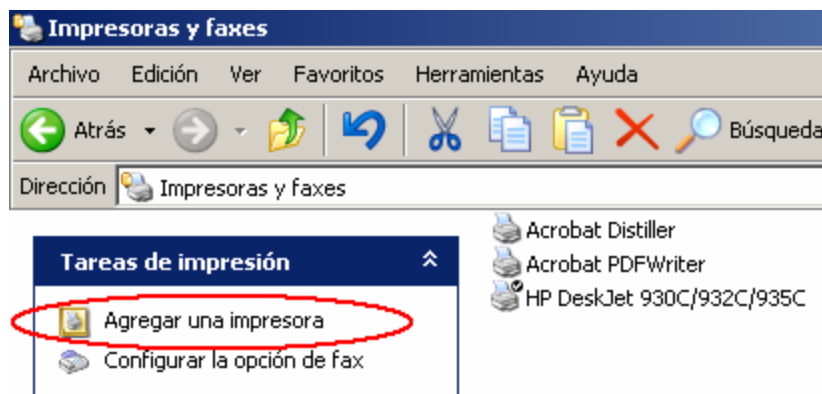 Impresoras y faxes
Archivo Edición Ver Favoritos Herramientas Ayuda
Atrás Búsqueda
Dirección Impresoras y faxes
Tareas de impresión
Agregar una impresora
Configurar la opción de fax
Acrobat Distiller
Acrobat PDFWriter
HP DeskJet 930C/932C/935C